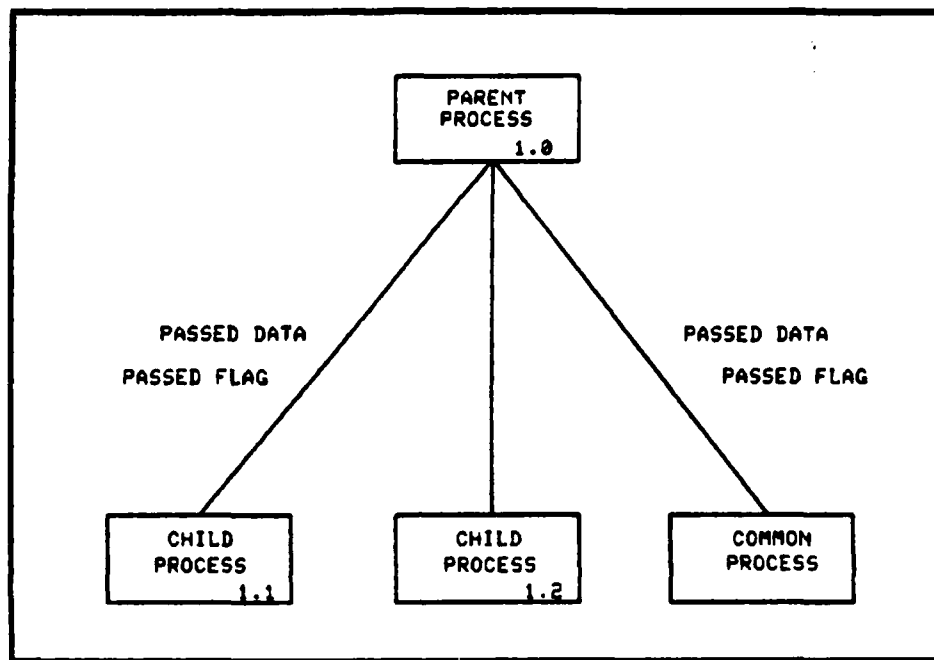 PARENT
PROCESS
1.0
PASSED DATA
PASSED FLAG
PASSED DATA
PASSED FLAG
CHILD
PROCESS
1.1
CHILD
PROCESS
1.2
COMMON
PROCESS